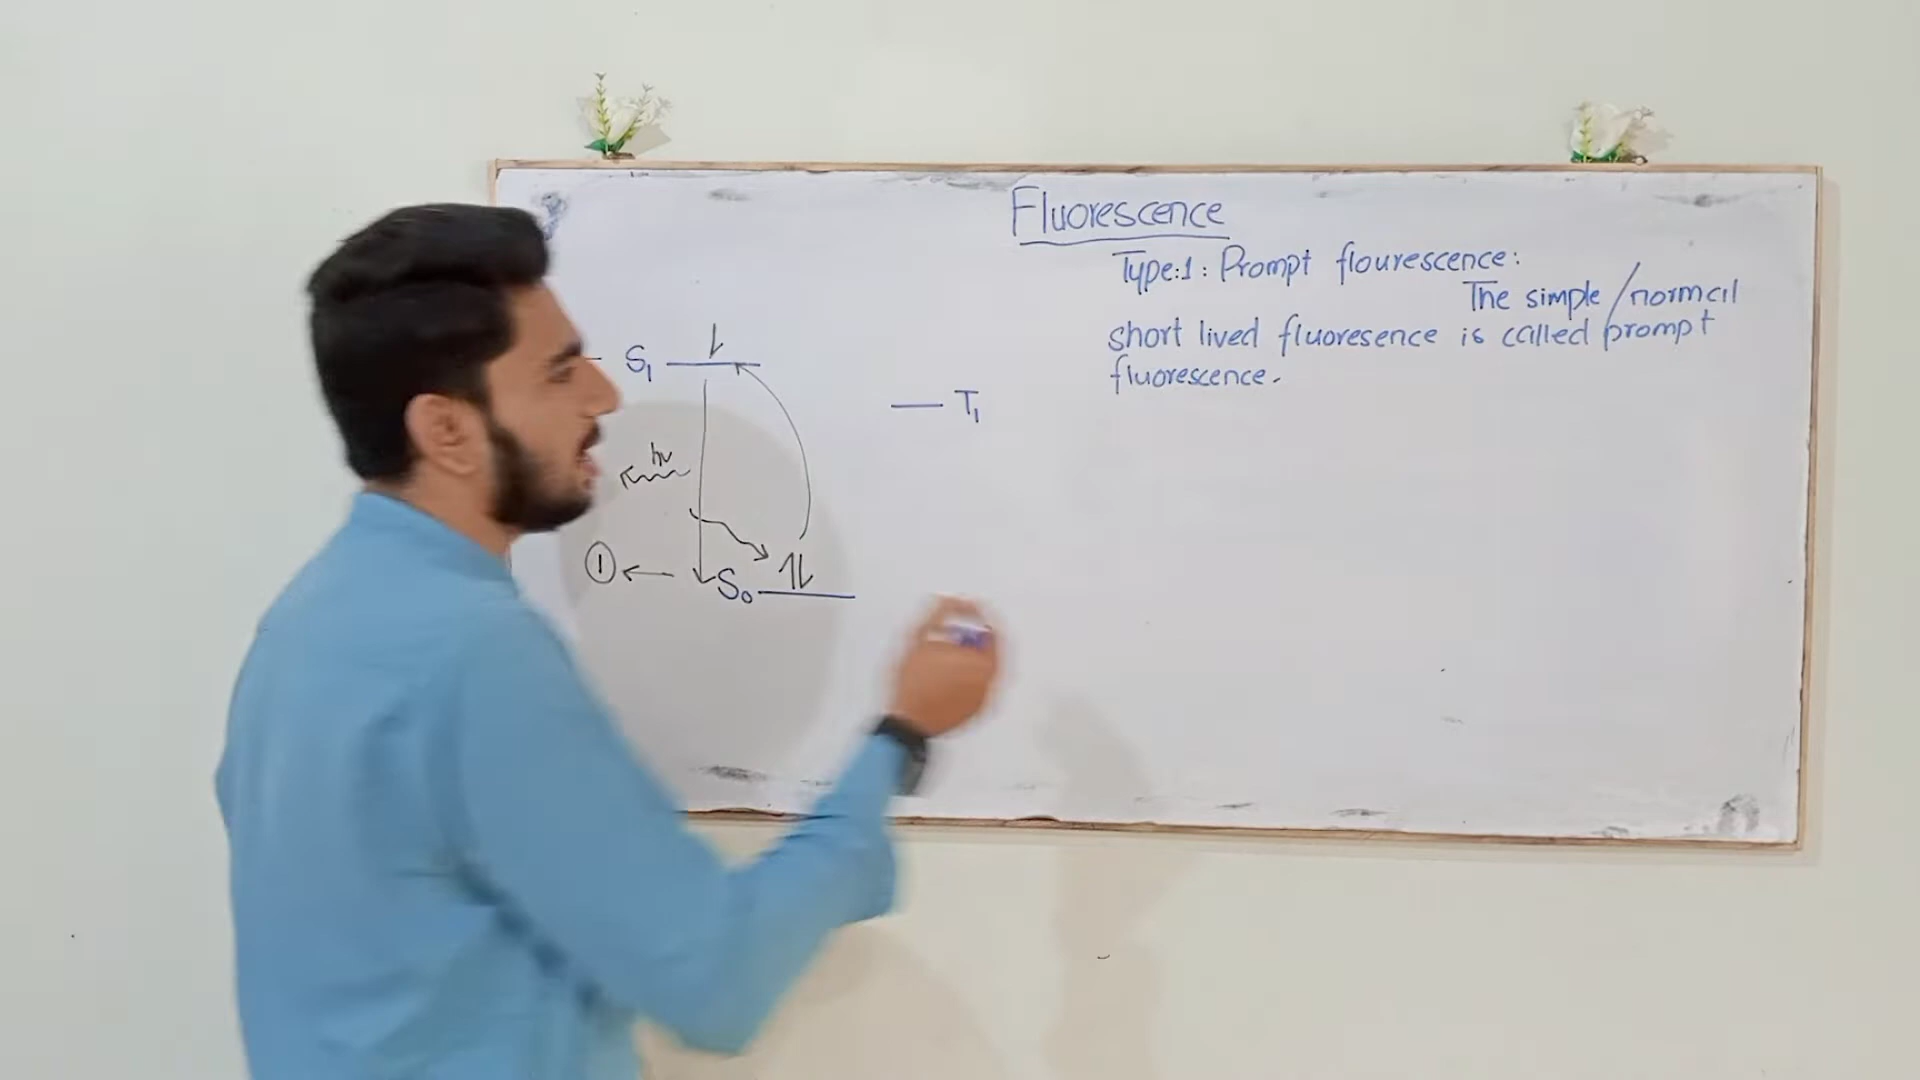 Fluorescence
Type:1: Prompt flourescence:
The simple/normal
short lived fluoresence is called prompt
fluorescence.
S₁
T₁
hν
①
S₀